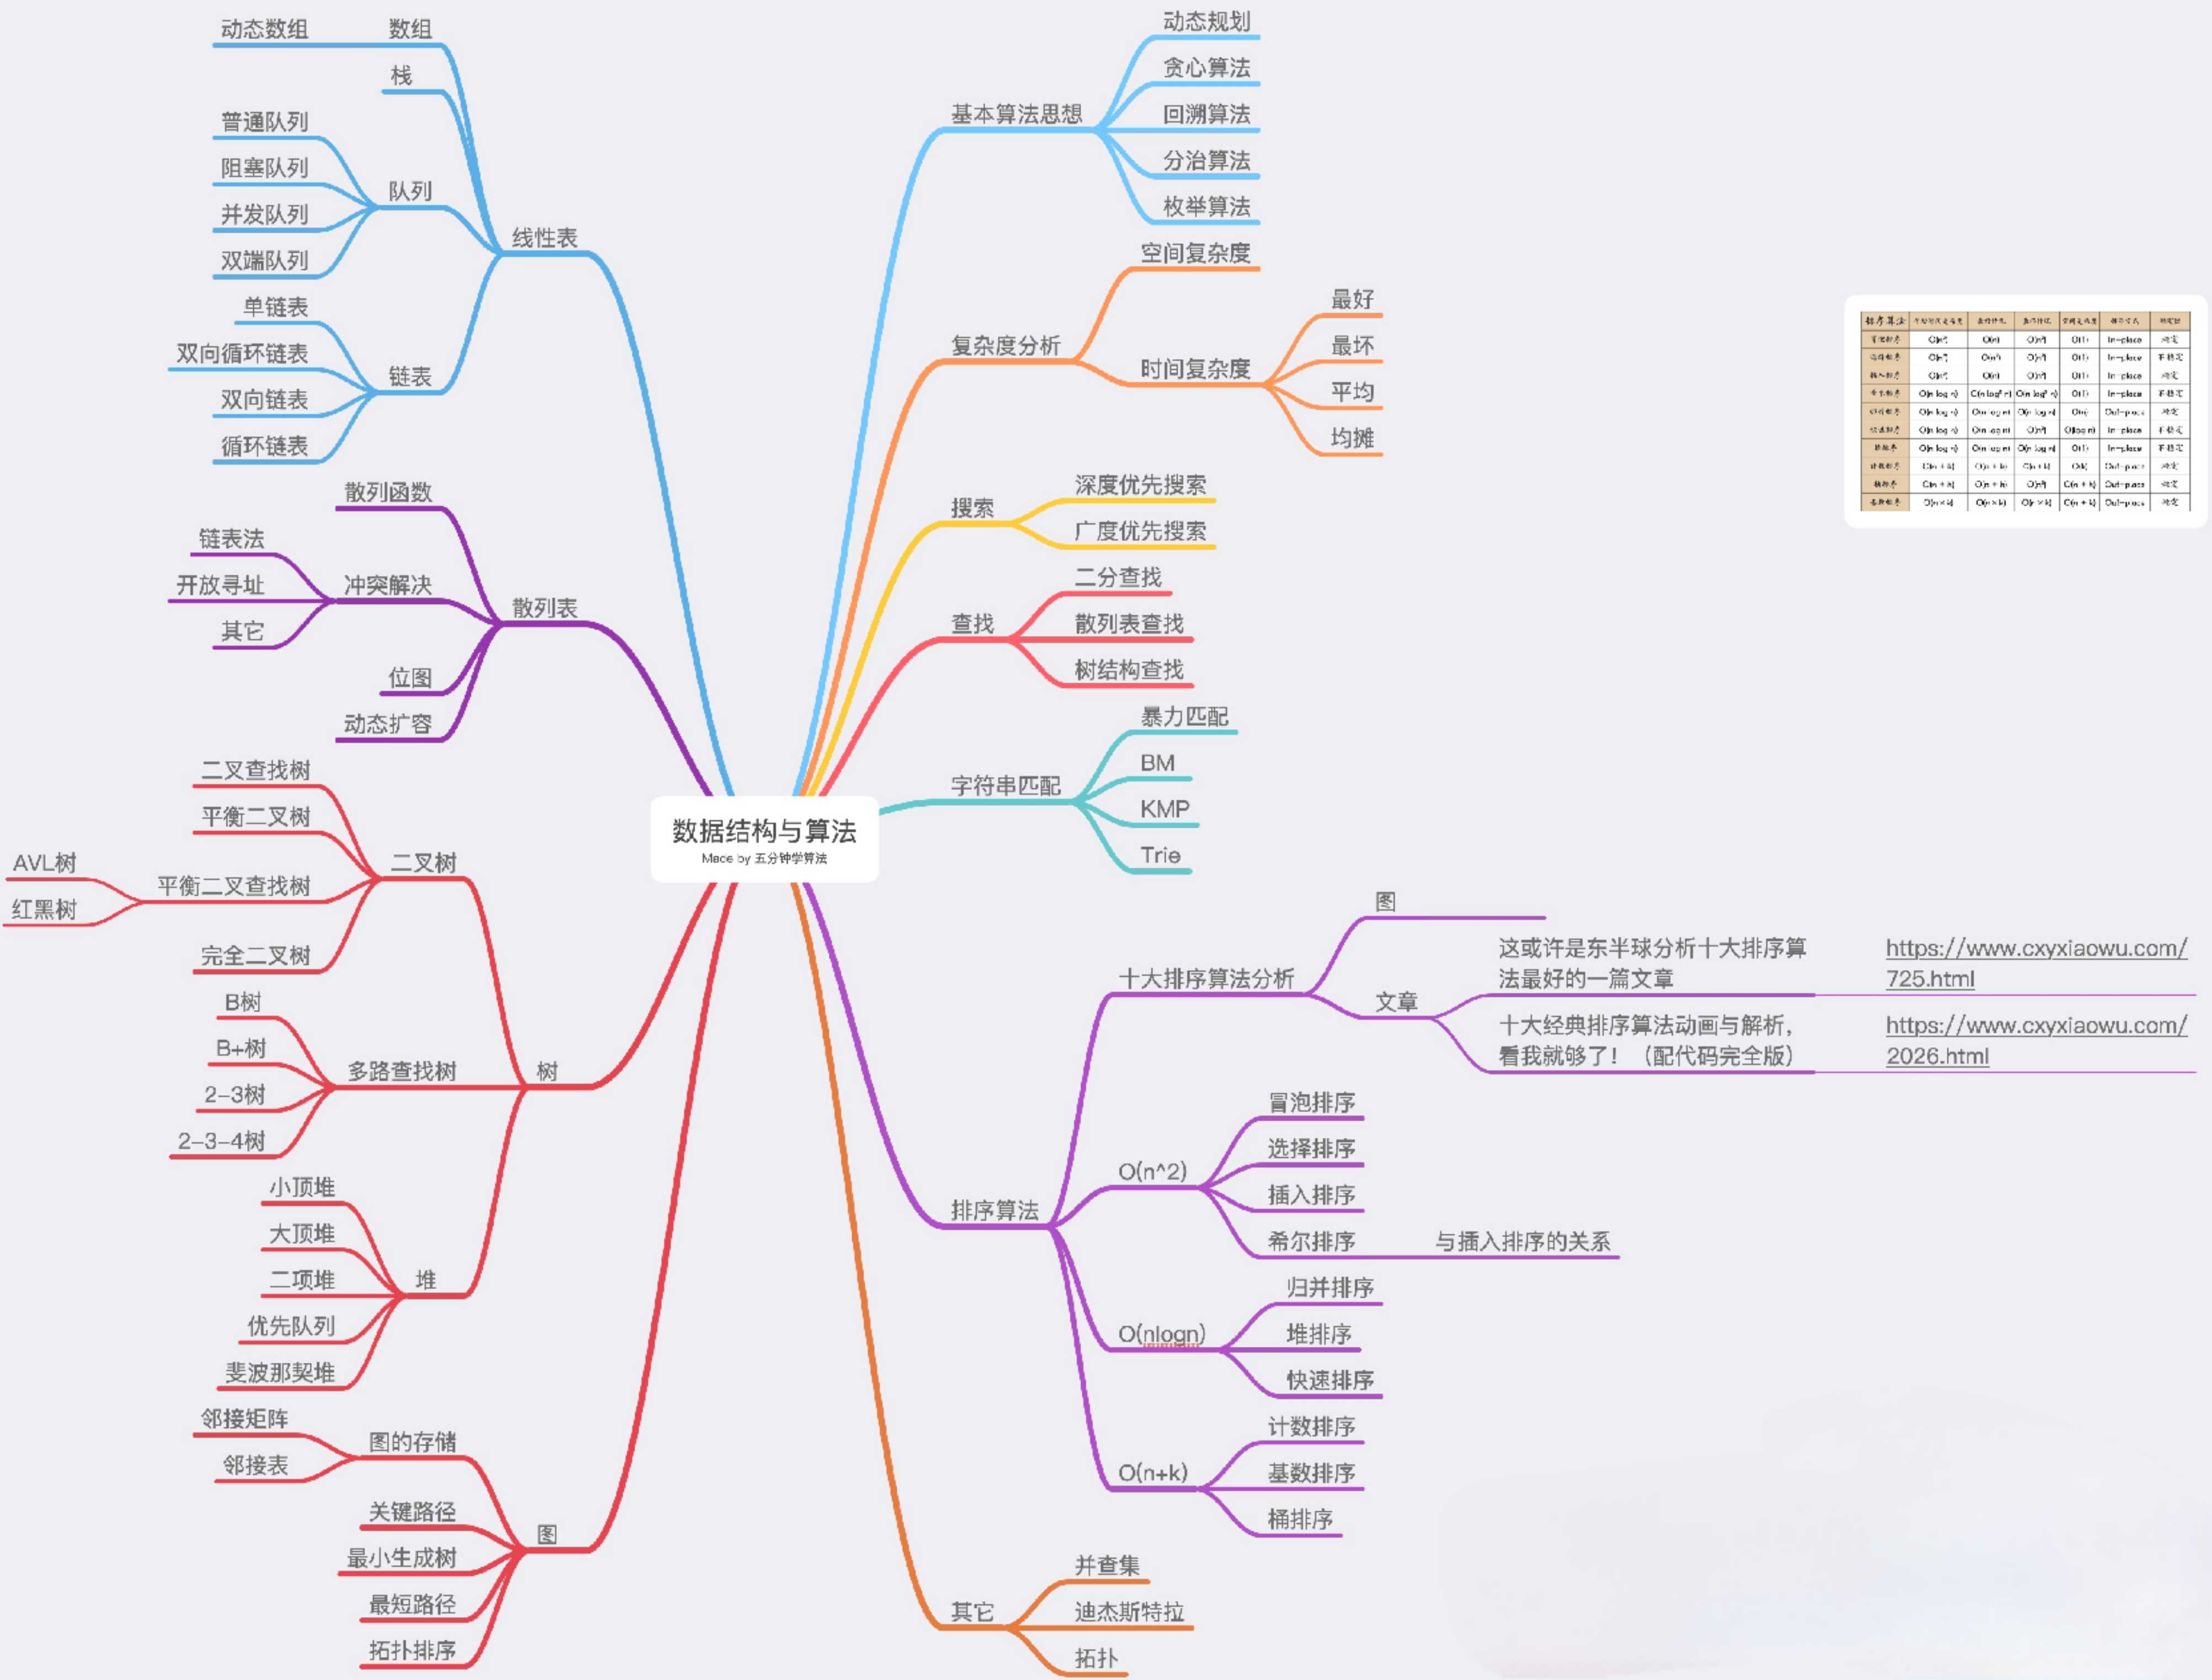 数据结构与算法
Made by 五分钟学算法
线性表
数组
动态数组
栈
队列
普通队列
阻塞队列
并发队列
双端队列
链表
单链表
双向循环链表
双向链表
循环链表
散列表
散列函数
冲突解决
链表法
开放寻址
其它
位图
动态扩容
树
二叉树
二叉查找树
平衡二叉树
平衡二叉查找树
AVL树
红黑树
完全二叉树
多路查找树
B树
B+树
2-3树
2-3-4树
堆
小顶堆
大顶堆
二项堆
优先队列
斐波那契堆
图
图的存储
邻接矩阵
邻接表
关键路径
最小生成树
最短路径
拓扑排序
基本算法思想
动态规划
贪心算法
回溯算法
分治算法
枚举算法
复杂度分析
空间复杂度
时间复杂度
最好
最坏
平均
均摊
搜索
深度优先搜索
广度优先搜索
查找
二分查找
散列表查找
树结构查找
字符串匹配
暴力匹配
BM
KMP
Trie
排序算法
十大排序算法分析
图
文章
这或许是东半球分析十大排序算
法最好的一篇文章
https://www.cxyxiaowu.com/
725.html
十大经典排序算法动画与解析，
看我就够了！（配代码完全版）
https://www.cxyxiaowu.com/
2026.html
O(n^2)
冒泡排序
选择排序
插入排序
希尔排序
与插入排序的关系
O(nlogn)
归并排序
堆排序
快速排序
O(n+k)
计数排序
基数排序
桶排序
其它
并查集
迪杰斯特拉
拓扑
排序算法